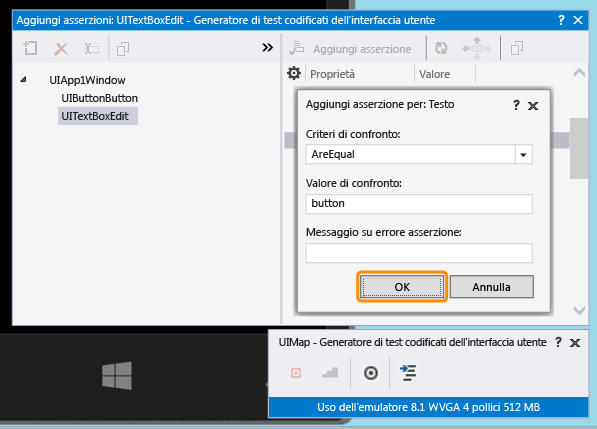 Aggiungi asserzioni: UITextBoxEdit - Generatore di test codificati dell'interfaccia utente
Aggiungi asserzione
UIApp1Window
UIButtonButton
UITextBoxEdit
Proprietà Valore
Aggiungi asserzione per: Testo
Criteri di confronto:
AreEqual
Valore di confronto:
button
Messaggio su errore asserzione:
OK Annulla
UIMap - Generatore di test codificati dell'interfaccia utente
Uso dell'emulatore 8.1 WVGA 4 pollici 512 MB